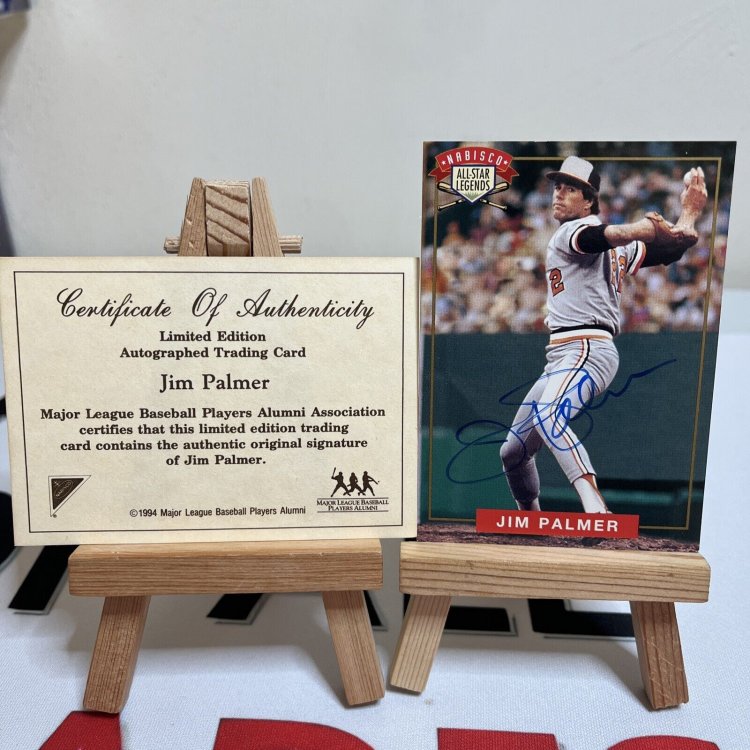 Certificate Of Authenticity
Limited Edition
Autographed Trading Card
Jim Palmer
Major League Baseball Players Alumni Association
certifies that this limited edition trading
card contains the authentic original signature
of Jim Palmer.
NABISCO
MAJOR LEAGUE BASEBALL
PLAYERS ALUMNI
©1994 Major League Baseball Players Alumni
NABISCO
ALL-STAR
LEGENDS
JIM PALMER